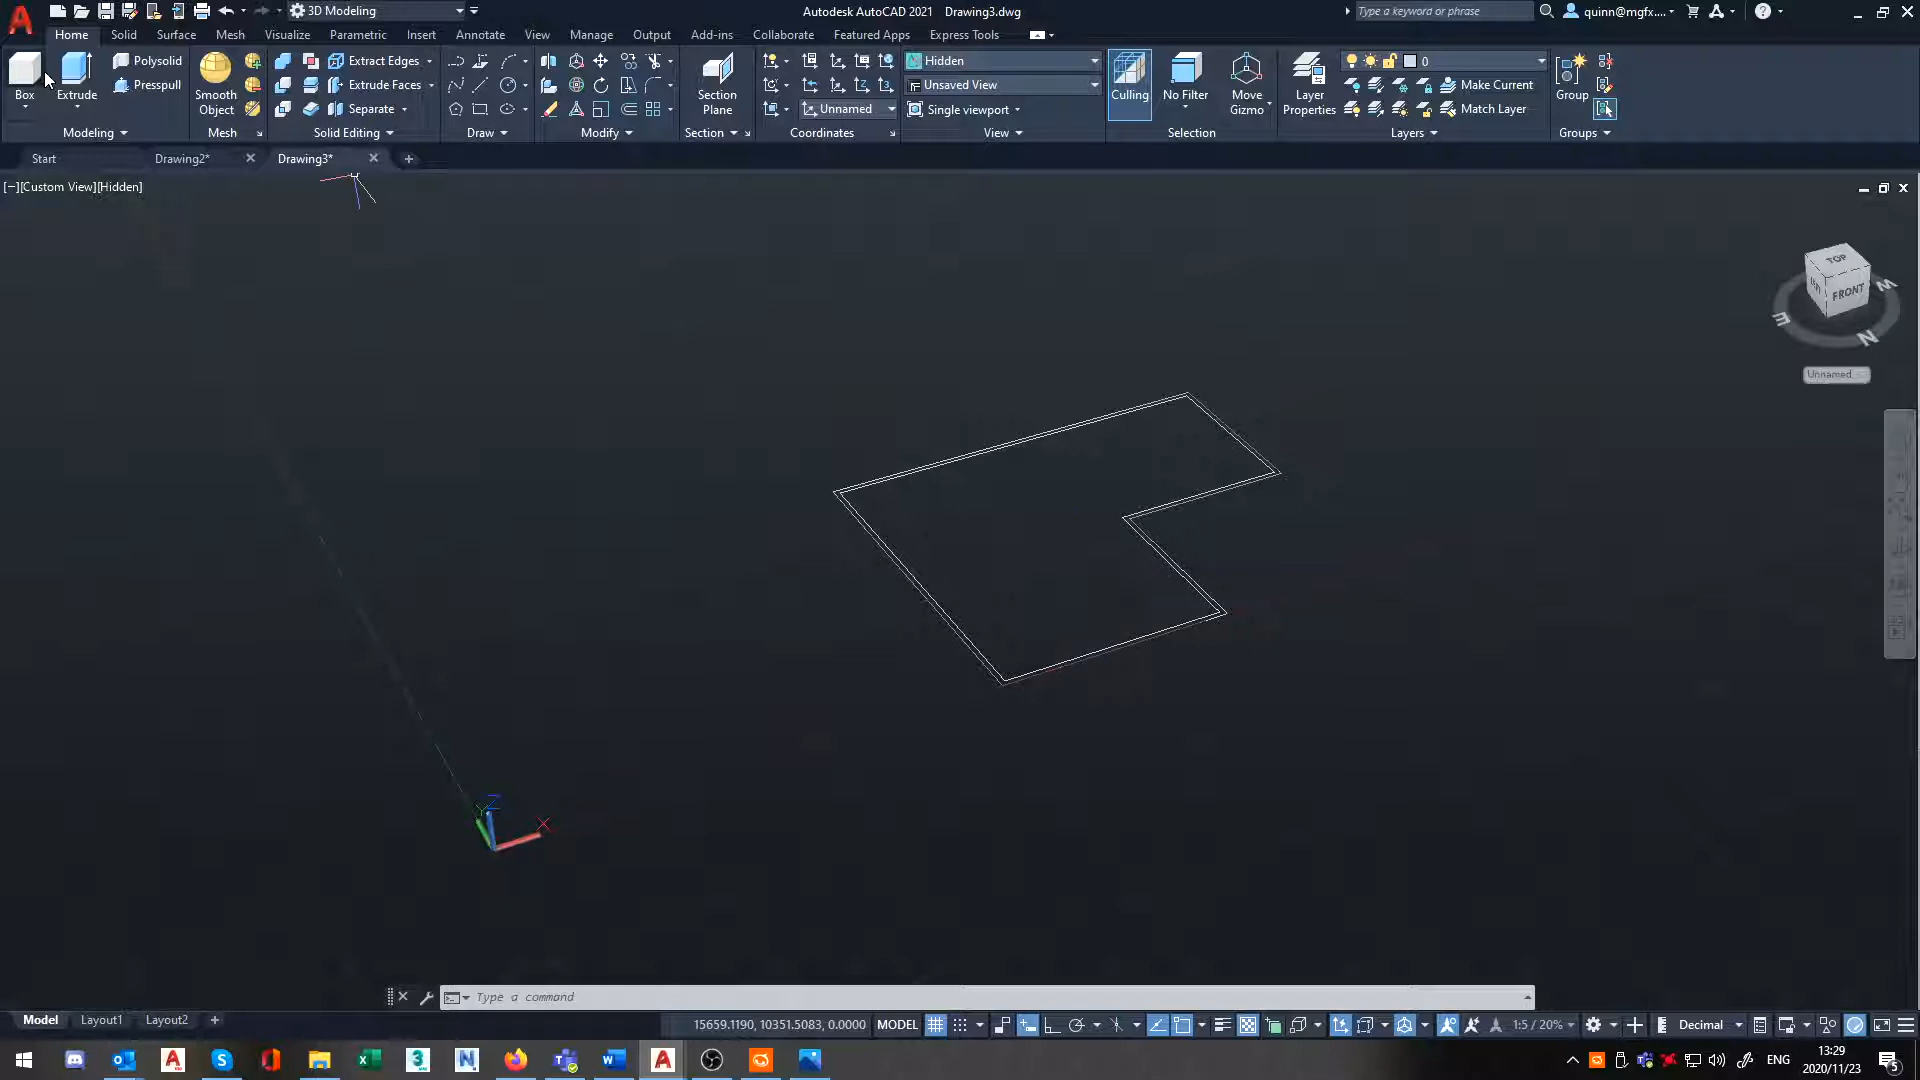 3D Modeling
Autodesk AutoCAD 2021 Drawing3.dwg
Type a keyword or phrase
quinn@mgfx....
Home Solid Surface Mesh Visualize Parametric Insert Annotate View Manage Output Add-ins Collaborate Featured Apps Express Tools
Box
Extrude
Polysolid
Presspull
Smooth
Object
Extract Edges
Extrude Faces
Separate
Section
Plane
Unnamed
Hidden
Unsaved View
Single viewport
Culling
No Filter
Move
Gizmo
Layer
Properties
0
Make Current
Match Layer
Group
Modeling Mesh Solid Editing Draw Modify Section Coordinates View Selection Layers Groups
Start Drawing2* Drawing3*
[−][Custom View][Hidden]
TOP
FRONT
W
E
N
Unnamed
Y
Z
X
Type a command
Model Layout1 Layout2
15659.1190, 10351.5083, 0.0000 MODEL
1:5 / 20%
Decimal
ENG
13:29
2020/11/23
5